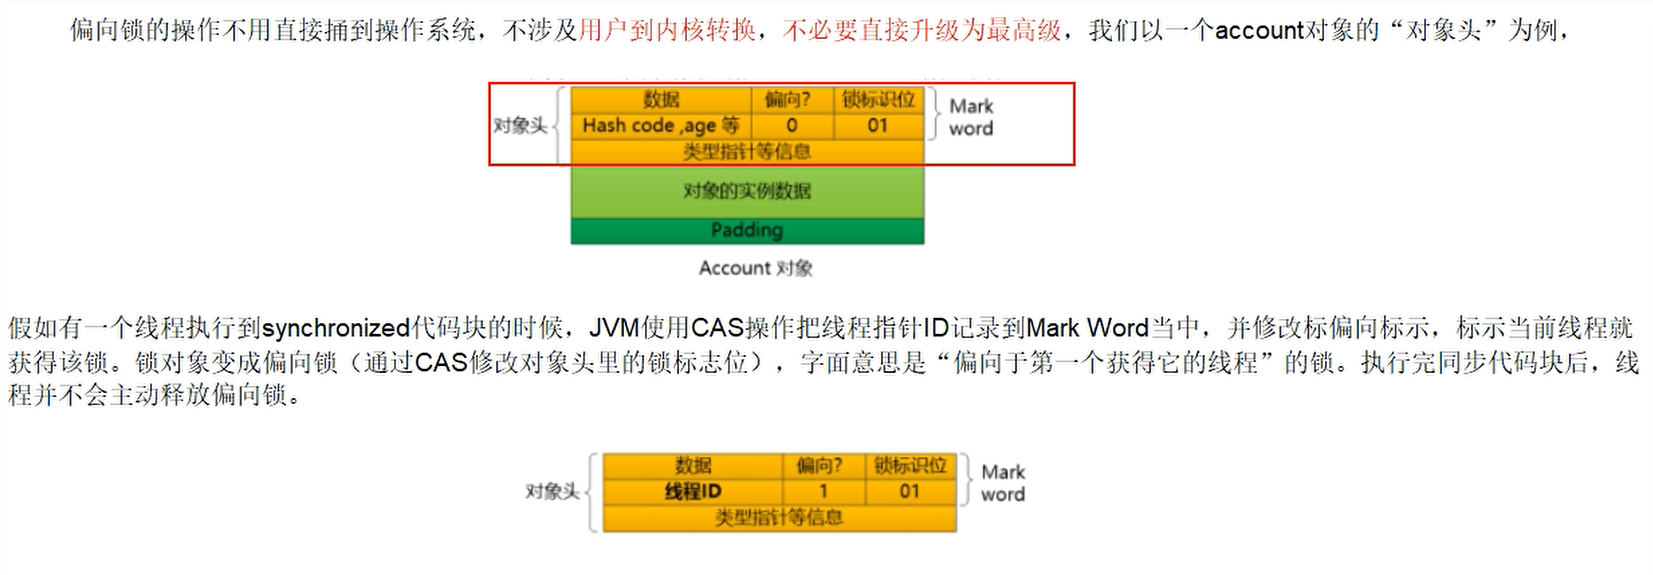 偏向锁的操作不用直接捅到操作系统，不涉及用户到内核转换，不必要直接升级为最高级，我们以一个account对象的“对象头”为例，
数据 偏向? 锁标识位
对象头 Hash code ,age 等 0 01 Mark word
类型指针等信息
对象的实例数据
Padding
Account 对象
假如有一个线程执行到synchronized代码块的时候，JVM使用CAS操作把线程指针ID记录到Mark Word当中，并修改标偏向标示，标示当前线程就
获得该锁。锁对象变成偏向锁（通过CAS修改对象头里的锁标志位），字面意思是“偏向于第一个获得它的线程”的锁。执行完同步代码块后，线
程并不会主动释放偏向锁。
数据 偏向? 锁标识位
对象头 线程ID 1 01 Mark word
类型指针等信息